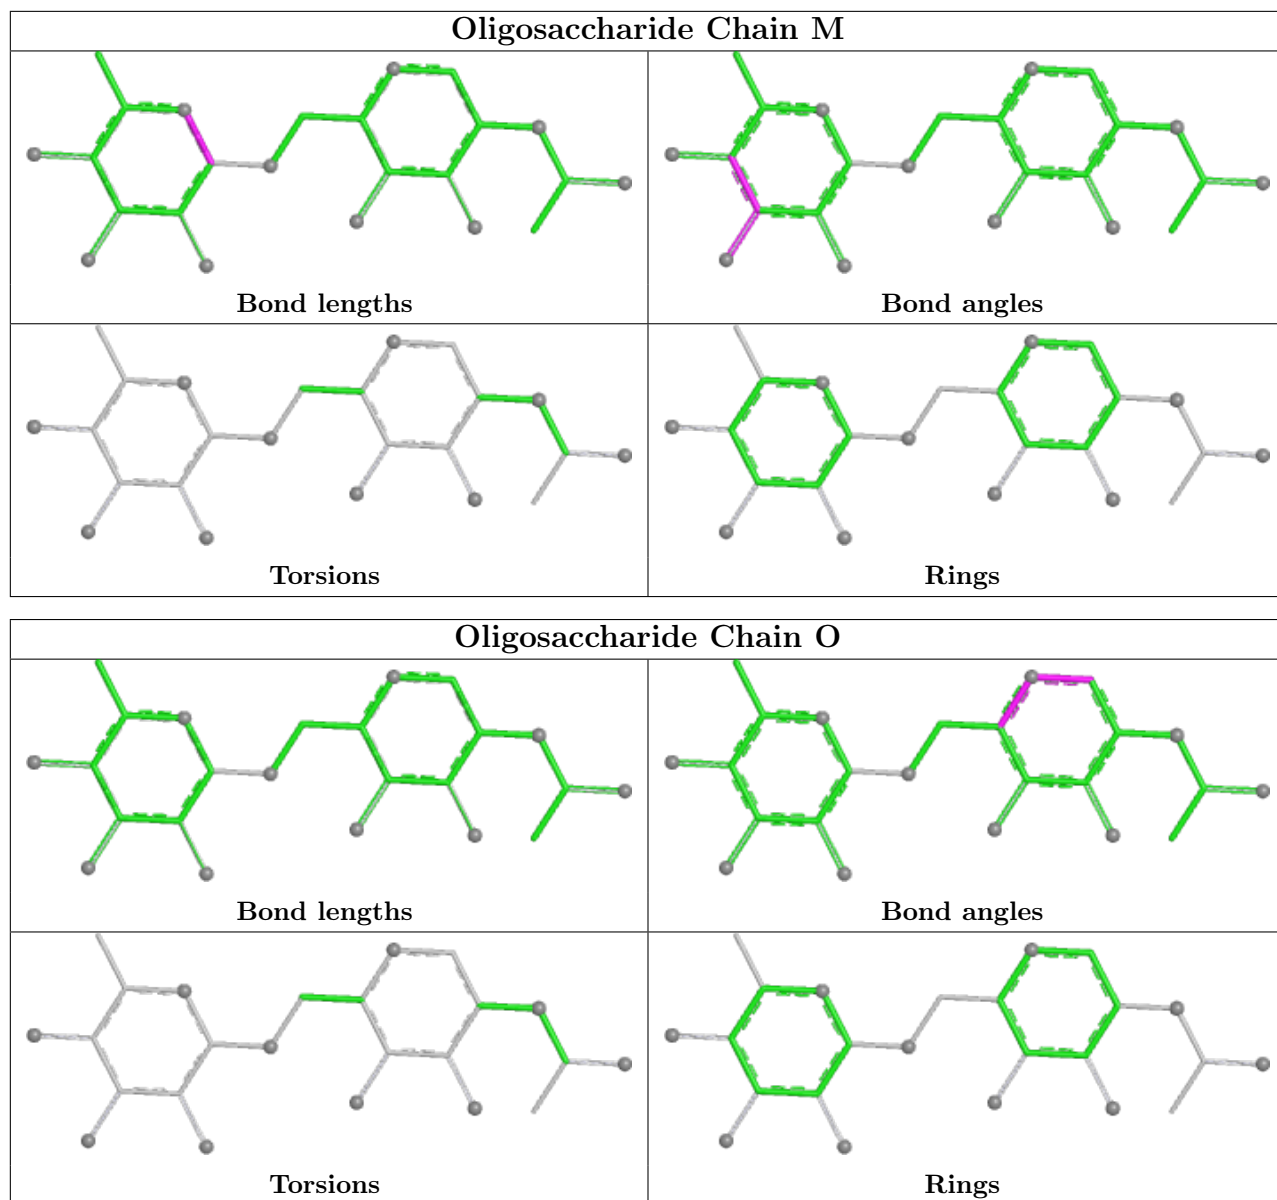 Oligosaccharide Chain M
Bond lengths
Bond angles
Torsions
Rings
Oligosaccharide Chain O
Bond lengths
Bond angles
Torsions
Rings